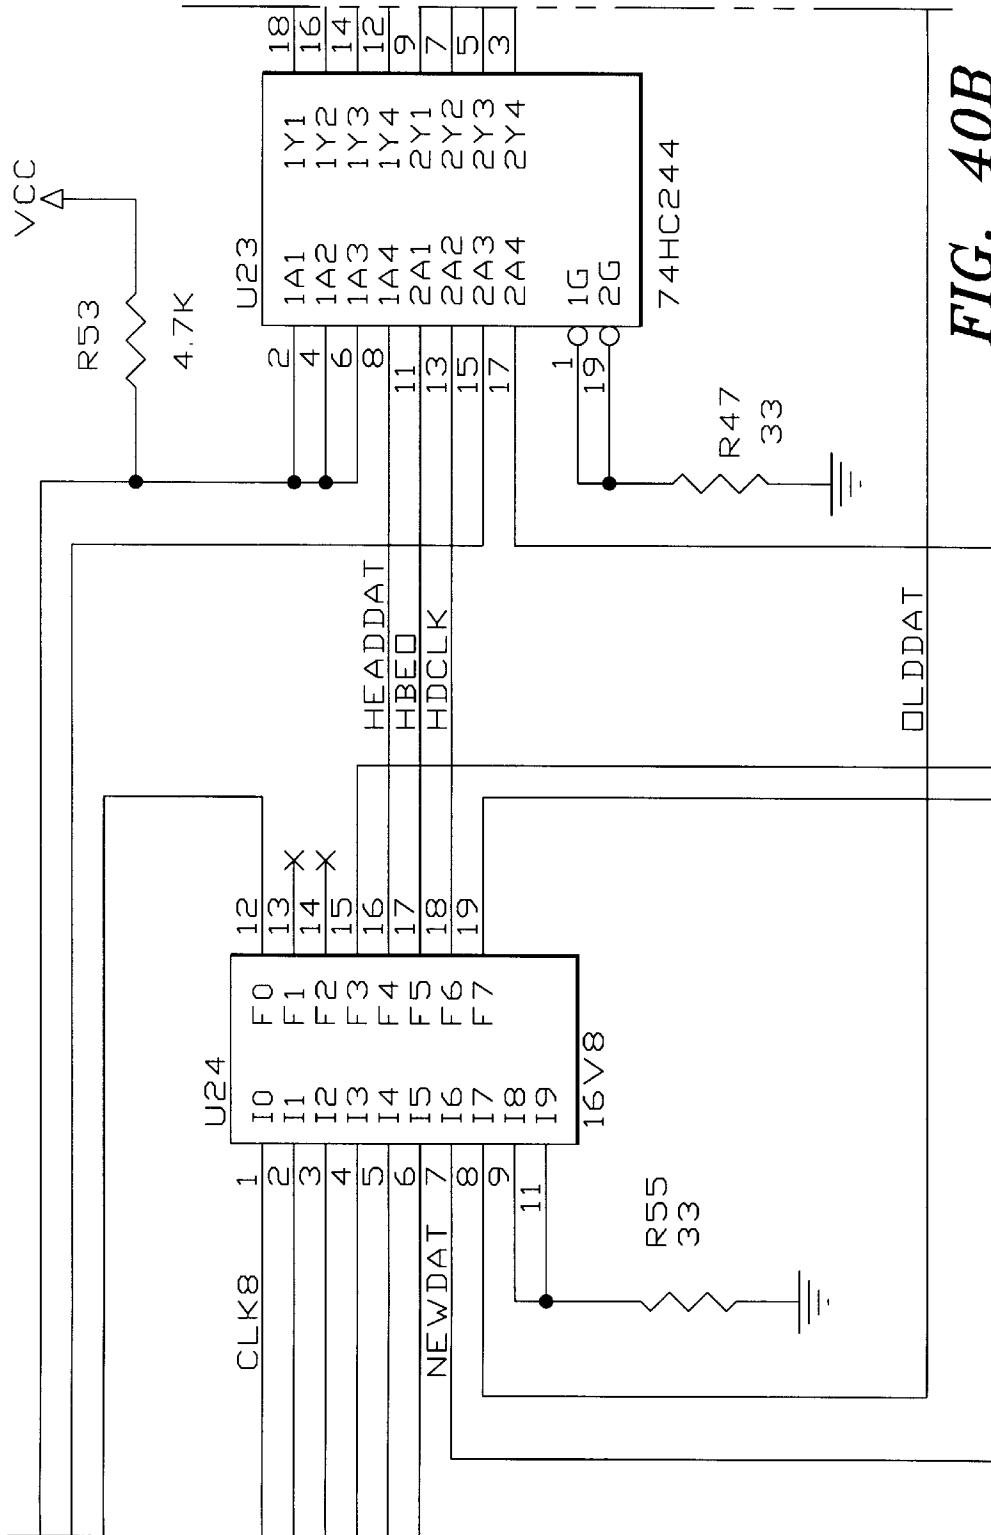 VCC
R53
4.7K
U23
2 1A1 1Y1 18
4 1A2 1Y2 16
6 1A3 1Y3 14
8 1A4 1Y4 12
11 2A1 2Y1 9
13 2A2 2Y2 7
15 2A3 2Y3 5
17 2A4 2Y4 3
1 1G
19 2G
74HC244
R47
33
HEADDAT
HBEO
HDCLK
OLDDAT
U24
CLK8
1 I0 F0 12
2 I1 F1 13
3 I2 F2 14
4 I3 F3 15
5 I4 F4 16
6 I5 F5 17
NEWDAT
7 I6 F6 18
8 I7 F7 19
9 I8
11 I9
16V8
R55
33
FIG. 40B